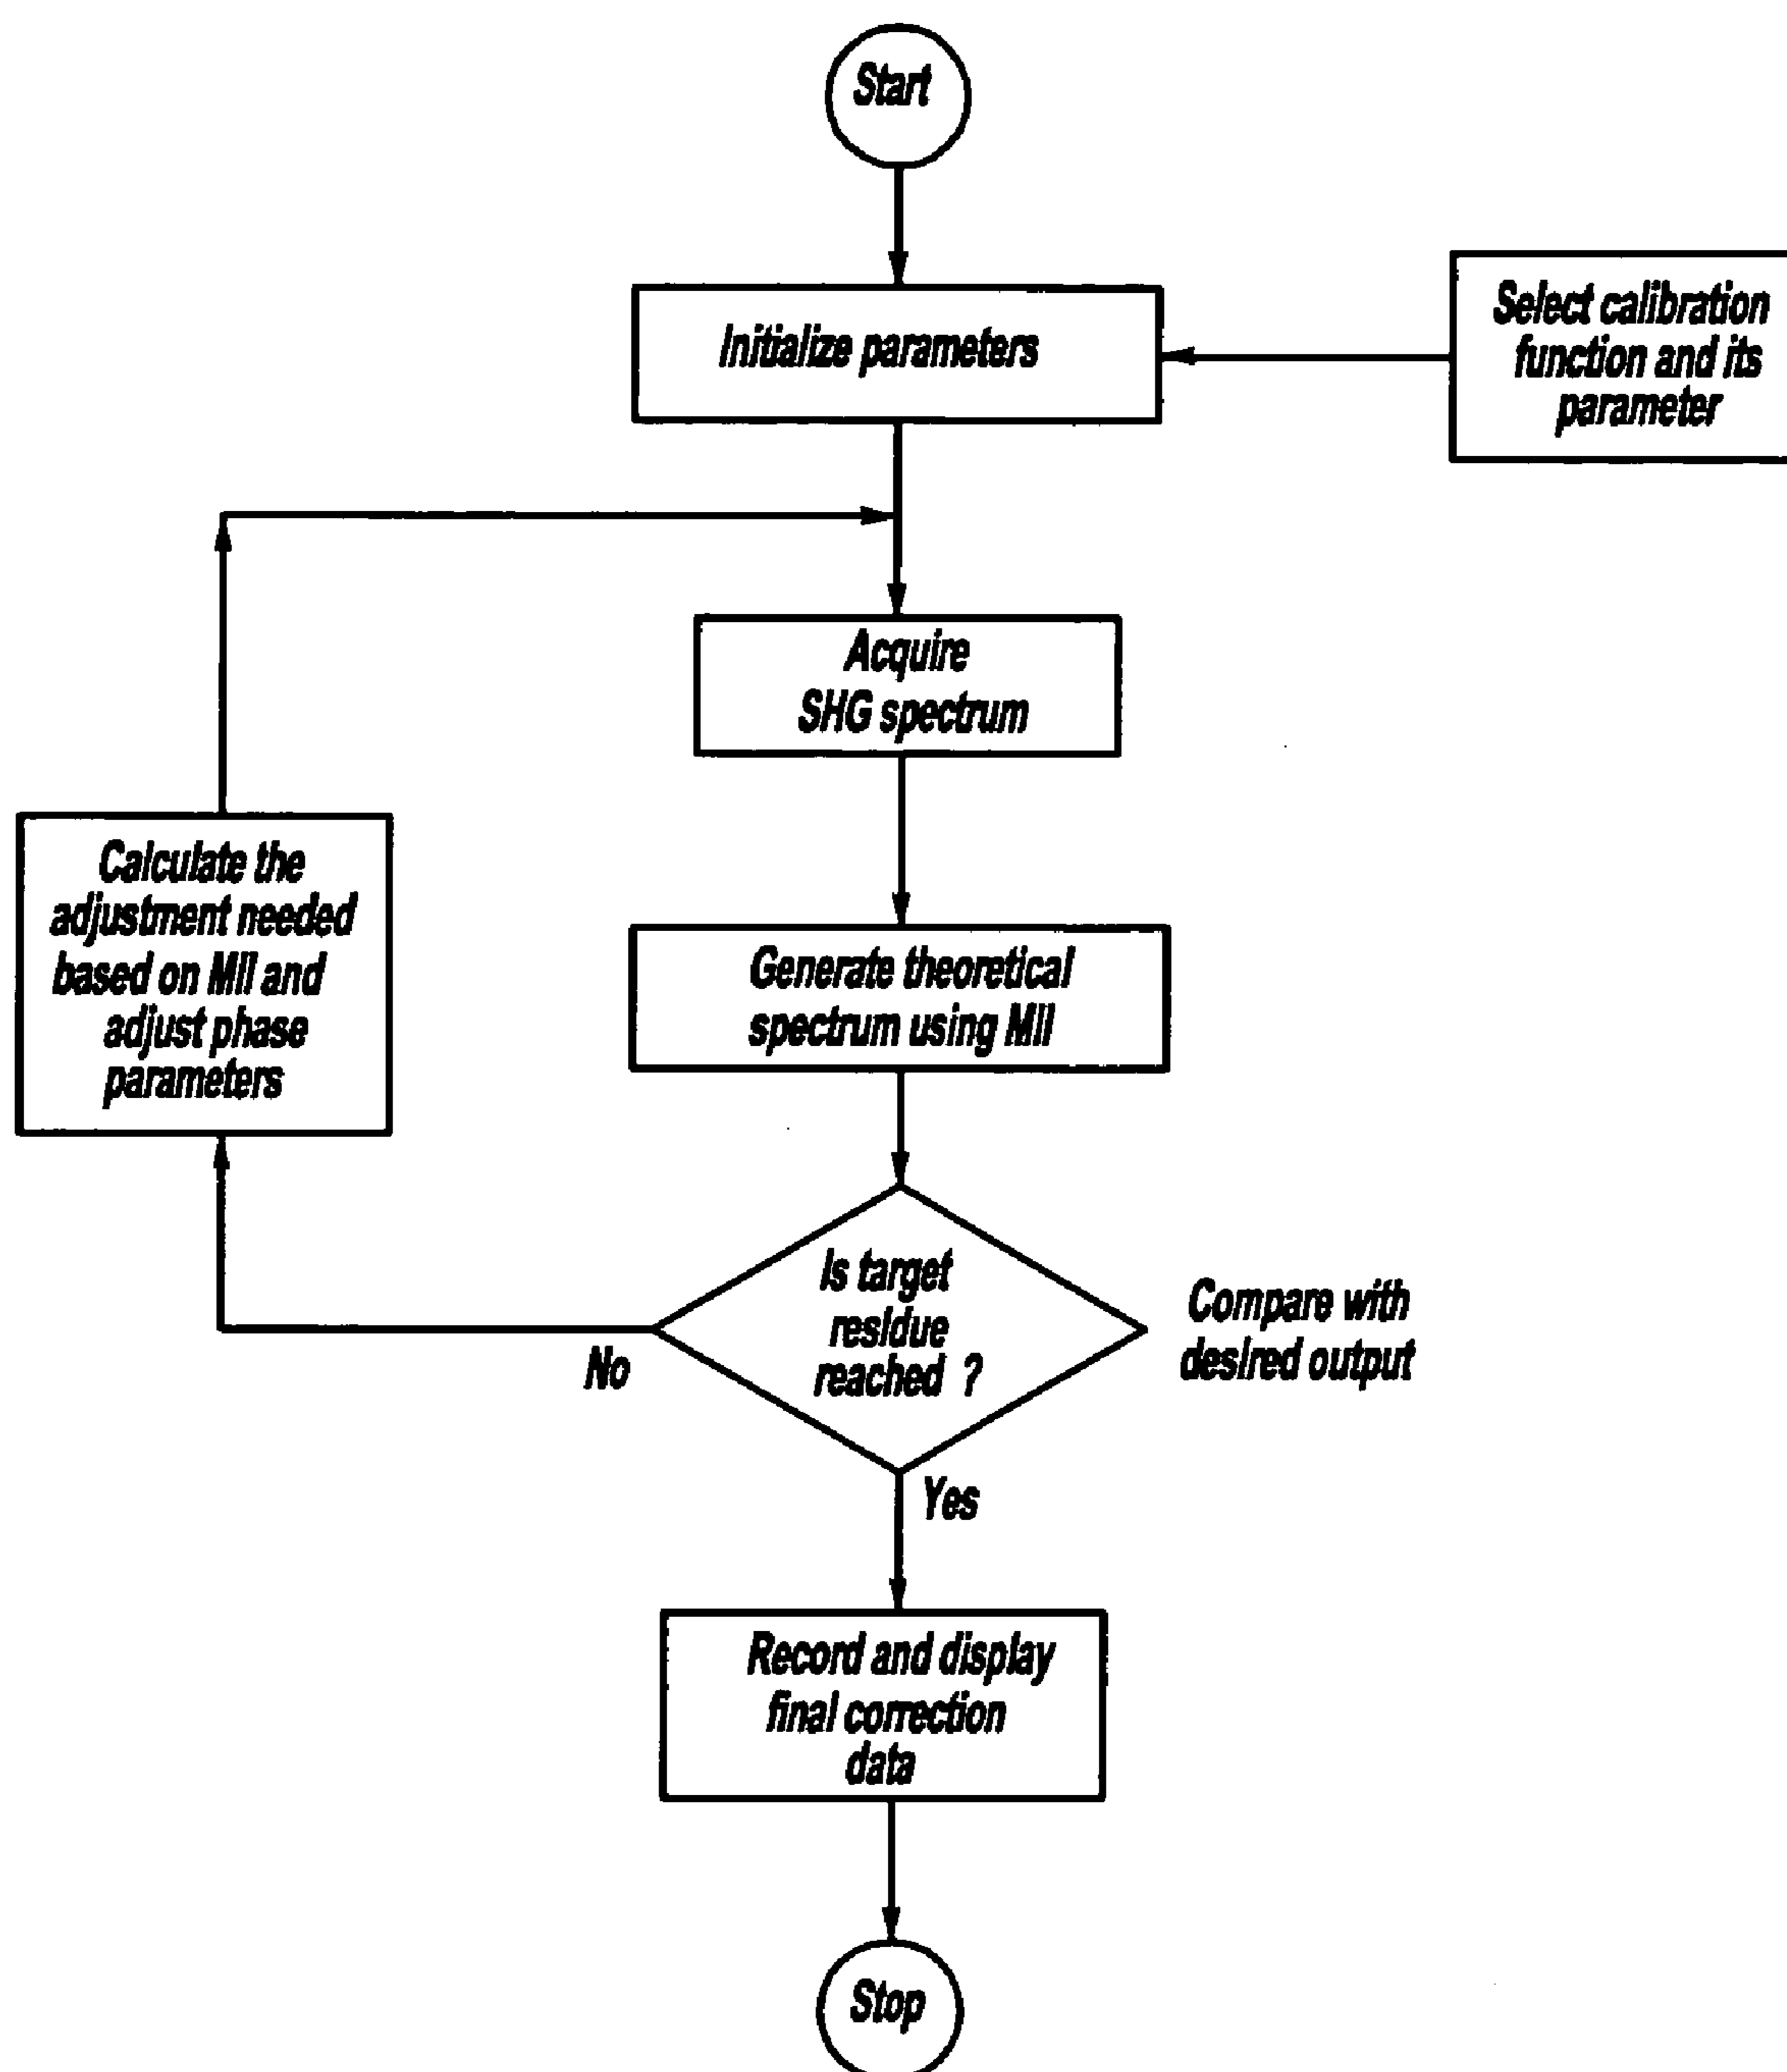 Start
Initialize parameters
Select calibration
function and its
parameter
Acquire
SHG spectrum
Calculate the
adjustment needed
based on MII and
adjust phase
parameters
Generate theoretical
spectrum using MII
Is target
residue
reached ?
Compare with
desired output
No
Yes
Record and display
final correction
data
Stop